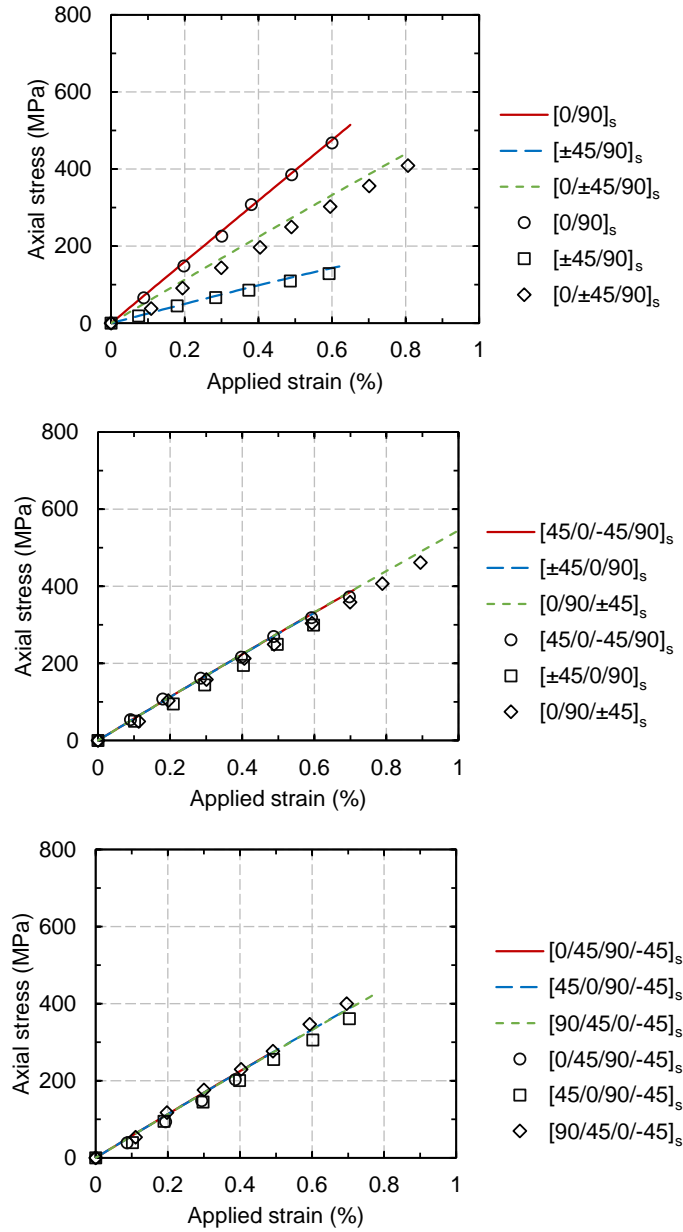 800
600
400
200
0
Axial stress (MPa)
0
0.2
0.4
0.6
0.8
1
Applied strain (%)
[0/90]s
[±45/90]s
[0/±45/90]s
[0/90]s
[±45/90]s
[0/±45/90]s
800
600
400
200
0
Axial stress (MPa)
0
0.2
0.4
0.6
0.8
1
Applied strain (%)
[45/0/-45/90]s
[±45/0/90]s
[0/90/±45]s
[45/0/-45/90]s
[±45/0/90]s
[0/90/±45]s
800
600
400
200
0
Axial stress (MPa)
0
0.2
0.4
0.6
0.8
1
Applied strain (%)
[0/45/90/-45]s
[45/0/90/-45]s
[90/45/0/-45]s
[0/45/90/-45]s
[45/0/90/-45]s
[90/45/0/-45]s